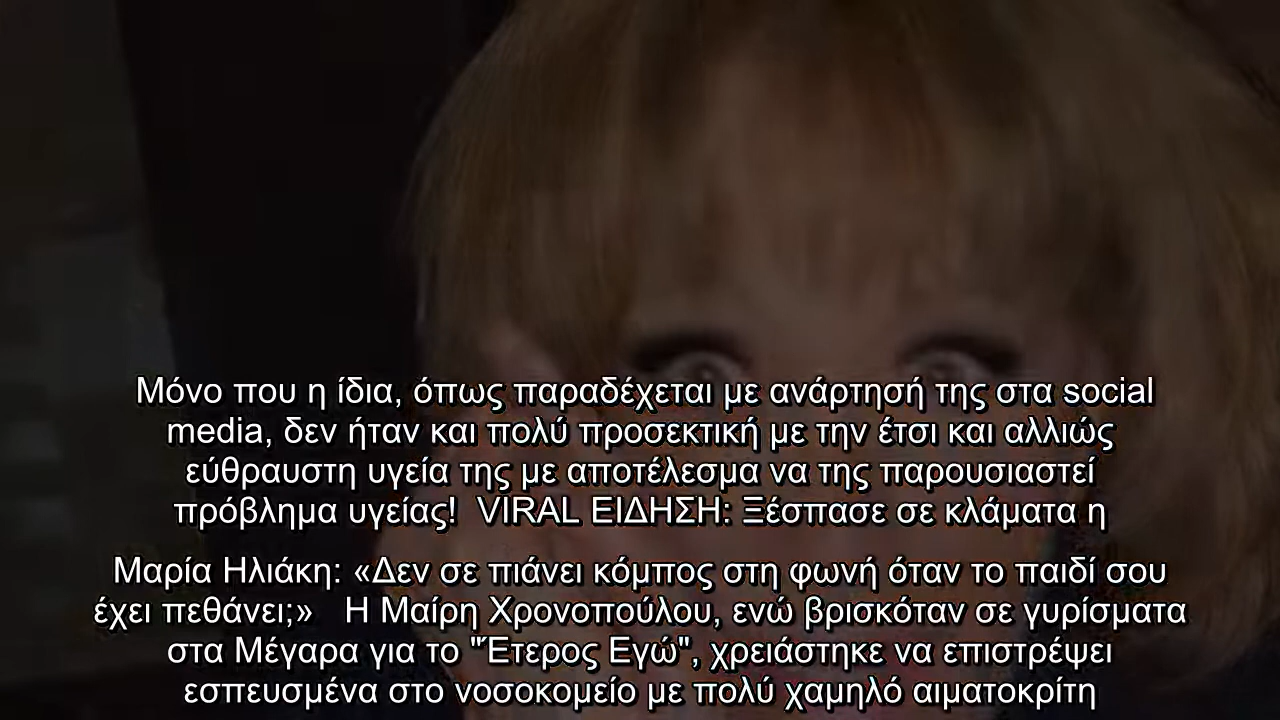 Μόνο που η ίδια, όπως παραδέχεται με ανάρτησή της στα social
media, δεν ήταν και πολύ προσεκτική με την έτσι και αλλιώς
εύθραυστη υγεία της με αποτέλεσμα να της παρουσιαστεί
πρόβλημα υγείας!  VIRAL ΕΙΔΗΣΗ: Ξέσπασε σε κλάματα η
Μαρία Ηλιάκη: «Δεν σε πιάνει κόμπος στη φωνή όταν το παιδί σου
έχει πεθάνει;»   Η Μαίρη Χρονοπούλου, ενώ βρισκόταν σε γυρίσματα
στα Μέγαρα για το "Έτερος Εγώ", χρειάστηκε να επιστρέψει
εσπευσμένα στο νοσοκομείο με πολύ χαμηλό αιματοκρίτη